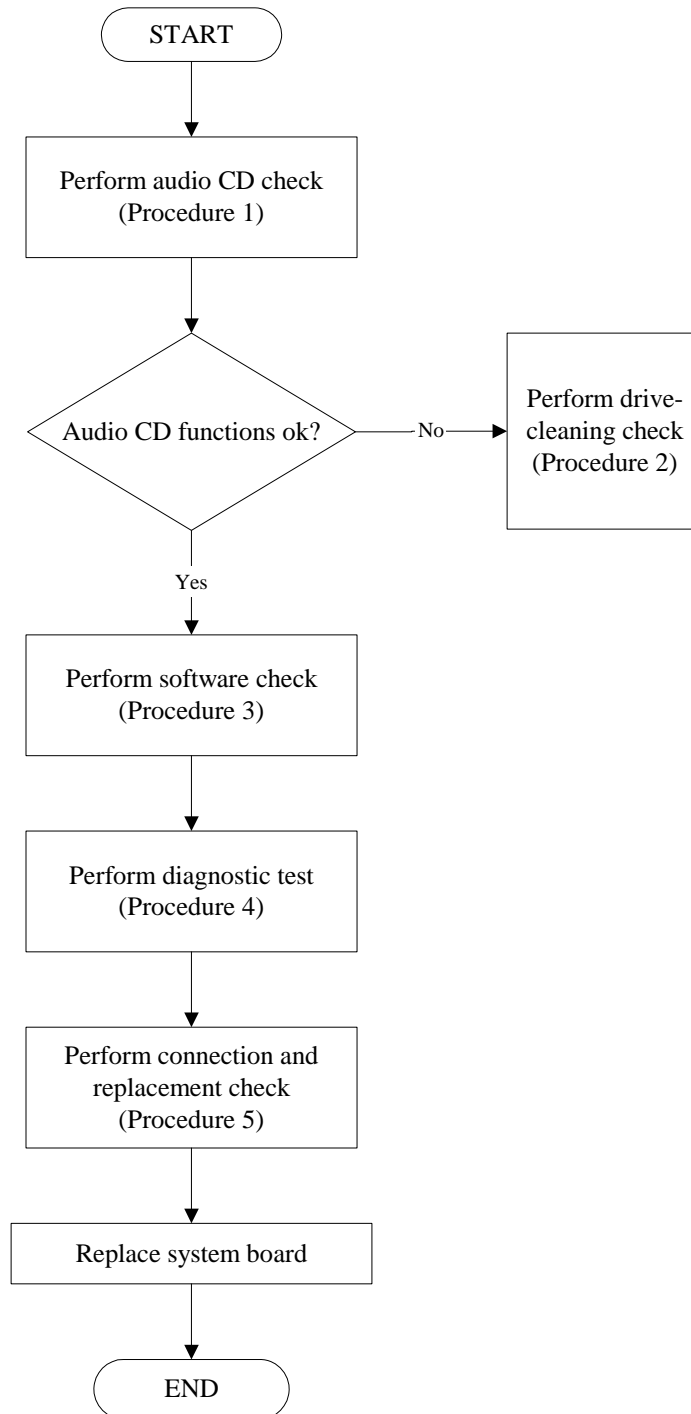 START
Perform audio CD check
(Procedure 1)
Audio CD functions ok?
No
Perform drive-
cleaning check
(Procedure 2)
Yes
Perform software check
(Procedure 3)
Perform diagnostic test
(Procedure 4)
Perform connection and
replacement check
(Procedure 5)
Replace system board
END